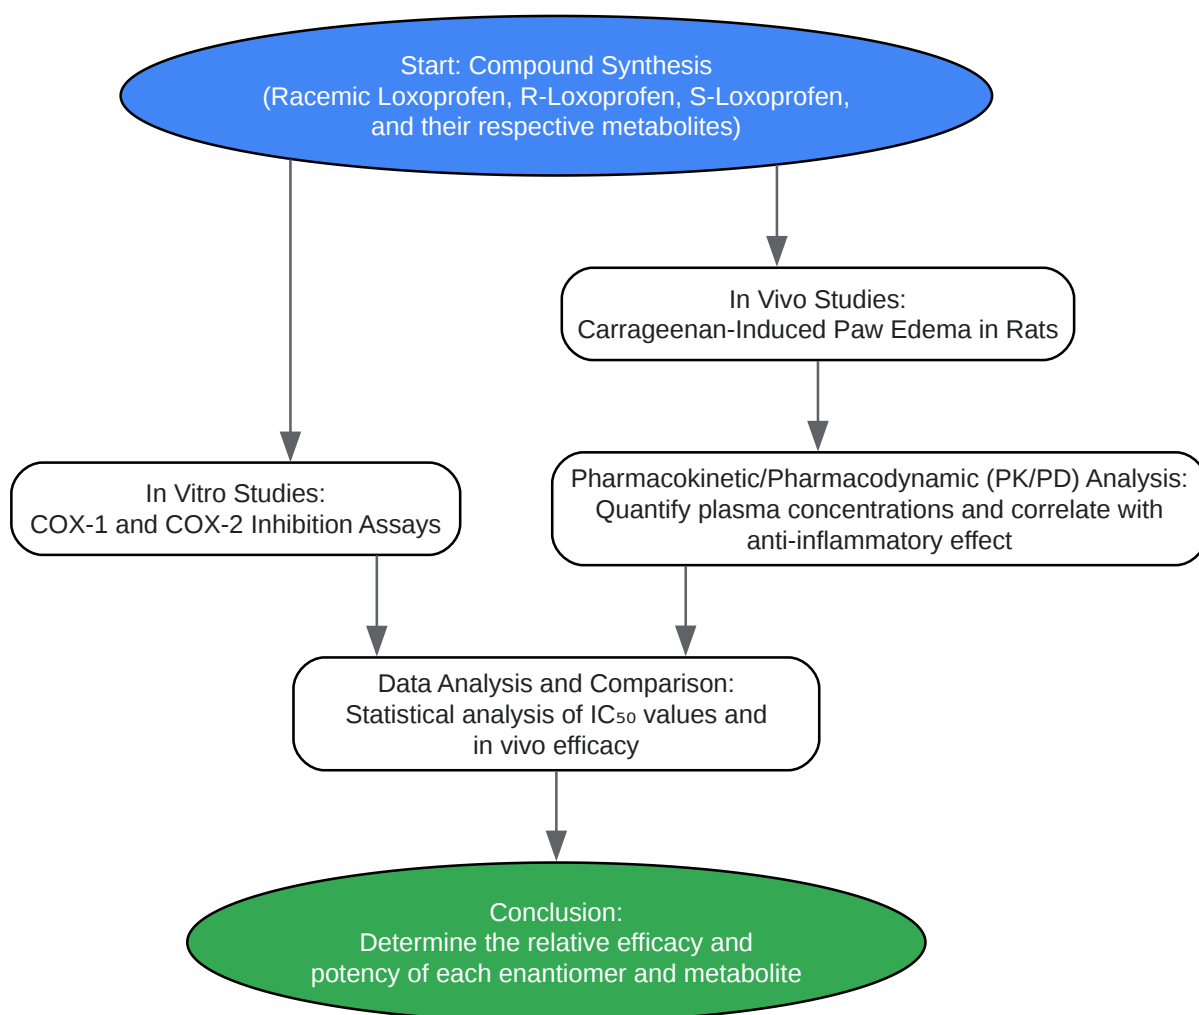 Start: Compound Synthesis
(Racemic Loxoprofen, R-Loxoprofen, S-Loxoprofen,
and their respective metabolites)
In Vivo Studies:
Carrageenan-Induced Paw Edema in Rats
In Vitro Studies:
COX-1 and COX-2 Inhibition Assays
Pharmacokinetic/Pharmacodynamic (PK/PD) Analysis:
Quantify plasma concentrations and correlate with
anti-inflammatory effect
Data Analysis and Comparison:
Statistical analysis of IC₅₀ values and
in vivo efficacy
Conclusion:
Determine the relative efficacy and
potency of each enantiomer and metabolite